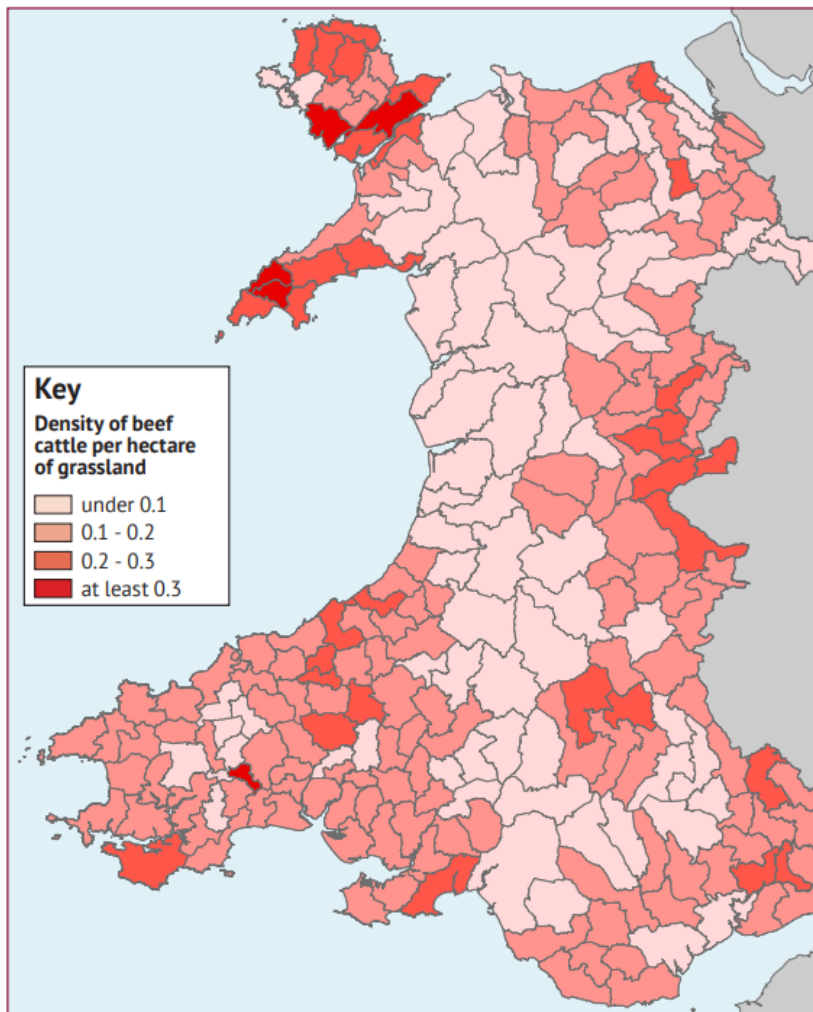 Key
Density of beef
cattle per hectare
of grassland
under 0.1
0.1 - 0.2
0.2 - 0.3
at least 0.3